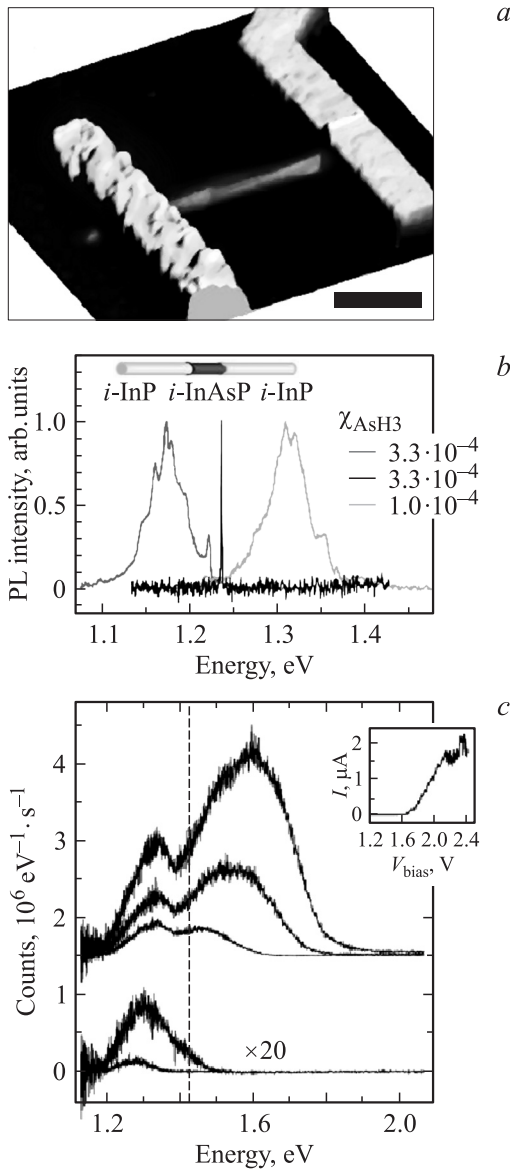 a
b
i-InP
i-InAsP
i-InP
χAsH3
3.3·10⁻⁴
3.3·10⁻⁴
1.0·10⁻⁴
PL intensity, arb. units
1.0
0.5
0
1.1
1.2
1.3
1.4
Energy, eV
c
Counts, 10⁶ eV⁻¹·s⁻¹
4
3
2
1
0
×20
I, μA
2
1
0
1.2
1.6
2.0
2.4
V_bias, V
1.2
1.6
2.0
Energy, eV